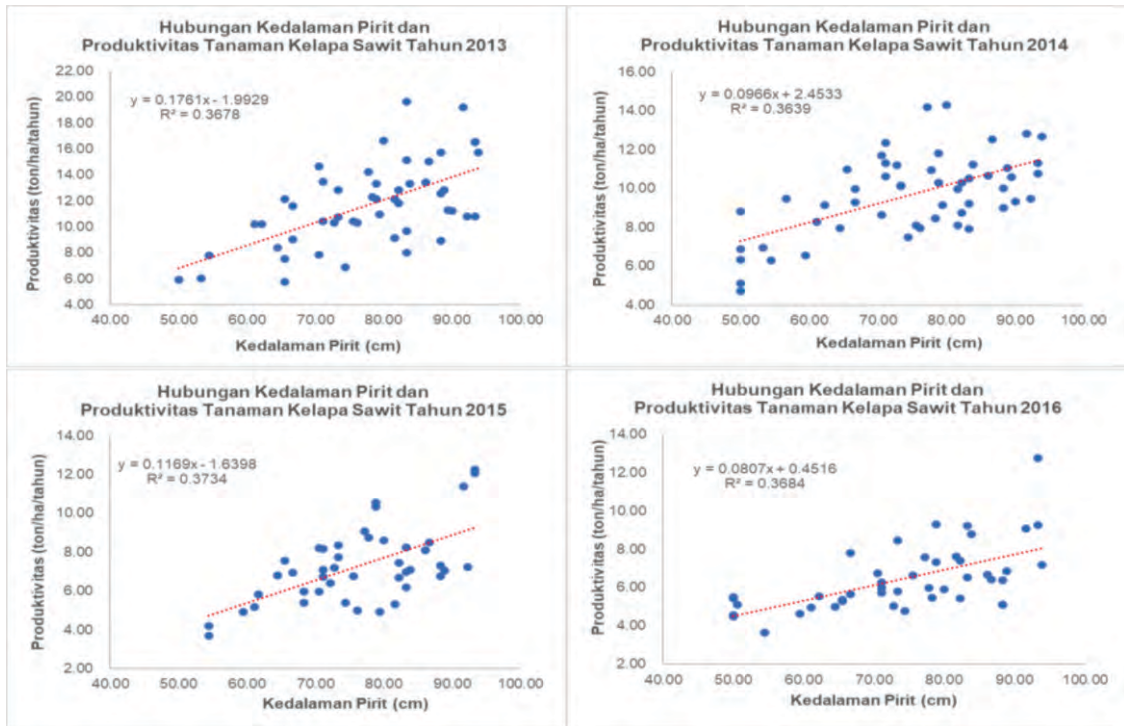 Hubungan Kedalaman Pirit dan
Produktivitas Tanaman Kelapa Sawit Tahun 2013
Produktivitas (ton/ha/tahun)
22.00
20.00
18.00
16.00
14.00
12.00
10.00
8.00
6.00
4.00
y = 0.1761x - 1.9929
R² = 0.3678
40.00 50.00 60.00 70.00 80.00 90.00 100.00
Kedalaman Pirit (cm)
Hubungan Kedalaman Pirit dan
Produktivitas Tanaman Kelapa Sawit Tahun 2014
Produktivitas (ton/ha/tahun)
16.00
14.00
12.00
10.00
8.00
6.00
4.00
y = 0.0966x + 2.4533
R² = 0.3639
40.00 50.00 60.00 70.00 80.00 90.00 100.00
Kedalaman Pirit (cm)
Hubungan Kedalaman Pirit dan
Produktivitas Tanaman Kelapa Sawit Tahun 2015
Produktivitas (ton/ha/tahun)
14.00
12.00
10.00
8.00
6.00
4.00
2.00
y = 0.1169x - 1.6398
R² = 0.3734
40.00 50.00 60.00 70.00 80.00 90.00 100.00
Kedalaman Pirit (cm)
Hubungan Kedalaman Pirit dan
Produktivitas Tanaman Kelapa Sawit Tahun 2016
Produktivitas (ton/ha/tahun)
14.00
12.00
10.00
8.00
6.00
4.00
2.00
y = 0.0807x + 0.4516
R² = 0.3684
40.00 50.00 60.00 70.00 80.00 90.00 100.00
Kedalaman Pirit (cm)